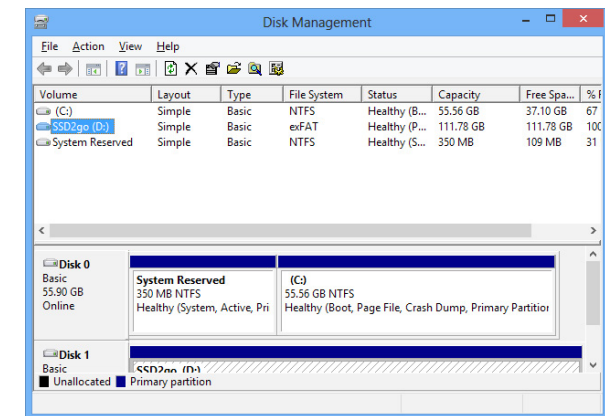 Disk Management
File Action View Help
Volume Layout Type File System Status Capacity Free Spa... % F
(C:) Simple Basic NTFS Healthy (B... 55.56 GB 37.10 GB 67
SSD2go (D:) Simple Basic exFAT Healthy (P... 111.78 GB 111.78 GB 100
System Reserved Simple Basic NTFS Healthy (S... 350 MB 109 MB 31
Disk 0
Basic
55.90 GB
Online
System Reserved
350 MB NTFS
Healthy (System, Active, Pri
(C:)
55.56 GB NTFS
Healthy (Boot, Page File, Crash Dump, Primary Partition
Disk 1
Basic
SSD2go (D:)
Unallocated Primary partition